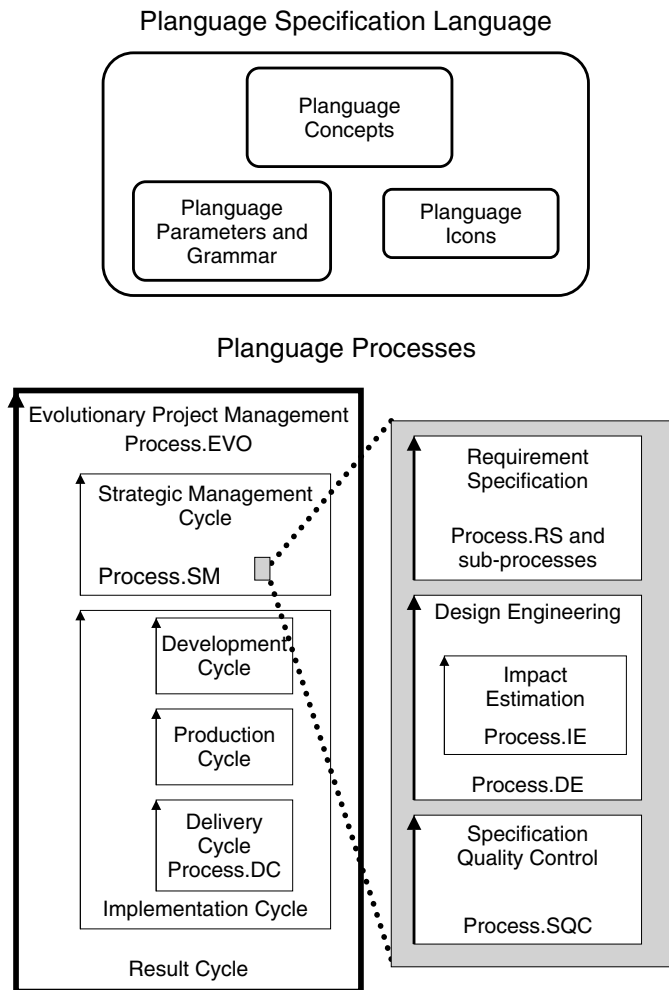 Planguage Specification Language
Planguage
Concepts
Planguage
Parameters and
Grammar
Planguage
Icons
Planguage Processes
Evolutionary Project Management
Process.EVO
Strategic Management
Cycle
Process.SM
Development
Cycle
Production
Cycle
Delivery
Cycle
Process.DC
Implementation Cycle
Result Cycle
Requirement
Specification
Process.RS and
sub-processes
Design Engineering
Impact
Estimation
Process.IE
Process.DE
Specification
Quality Control
Process.SQC